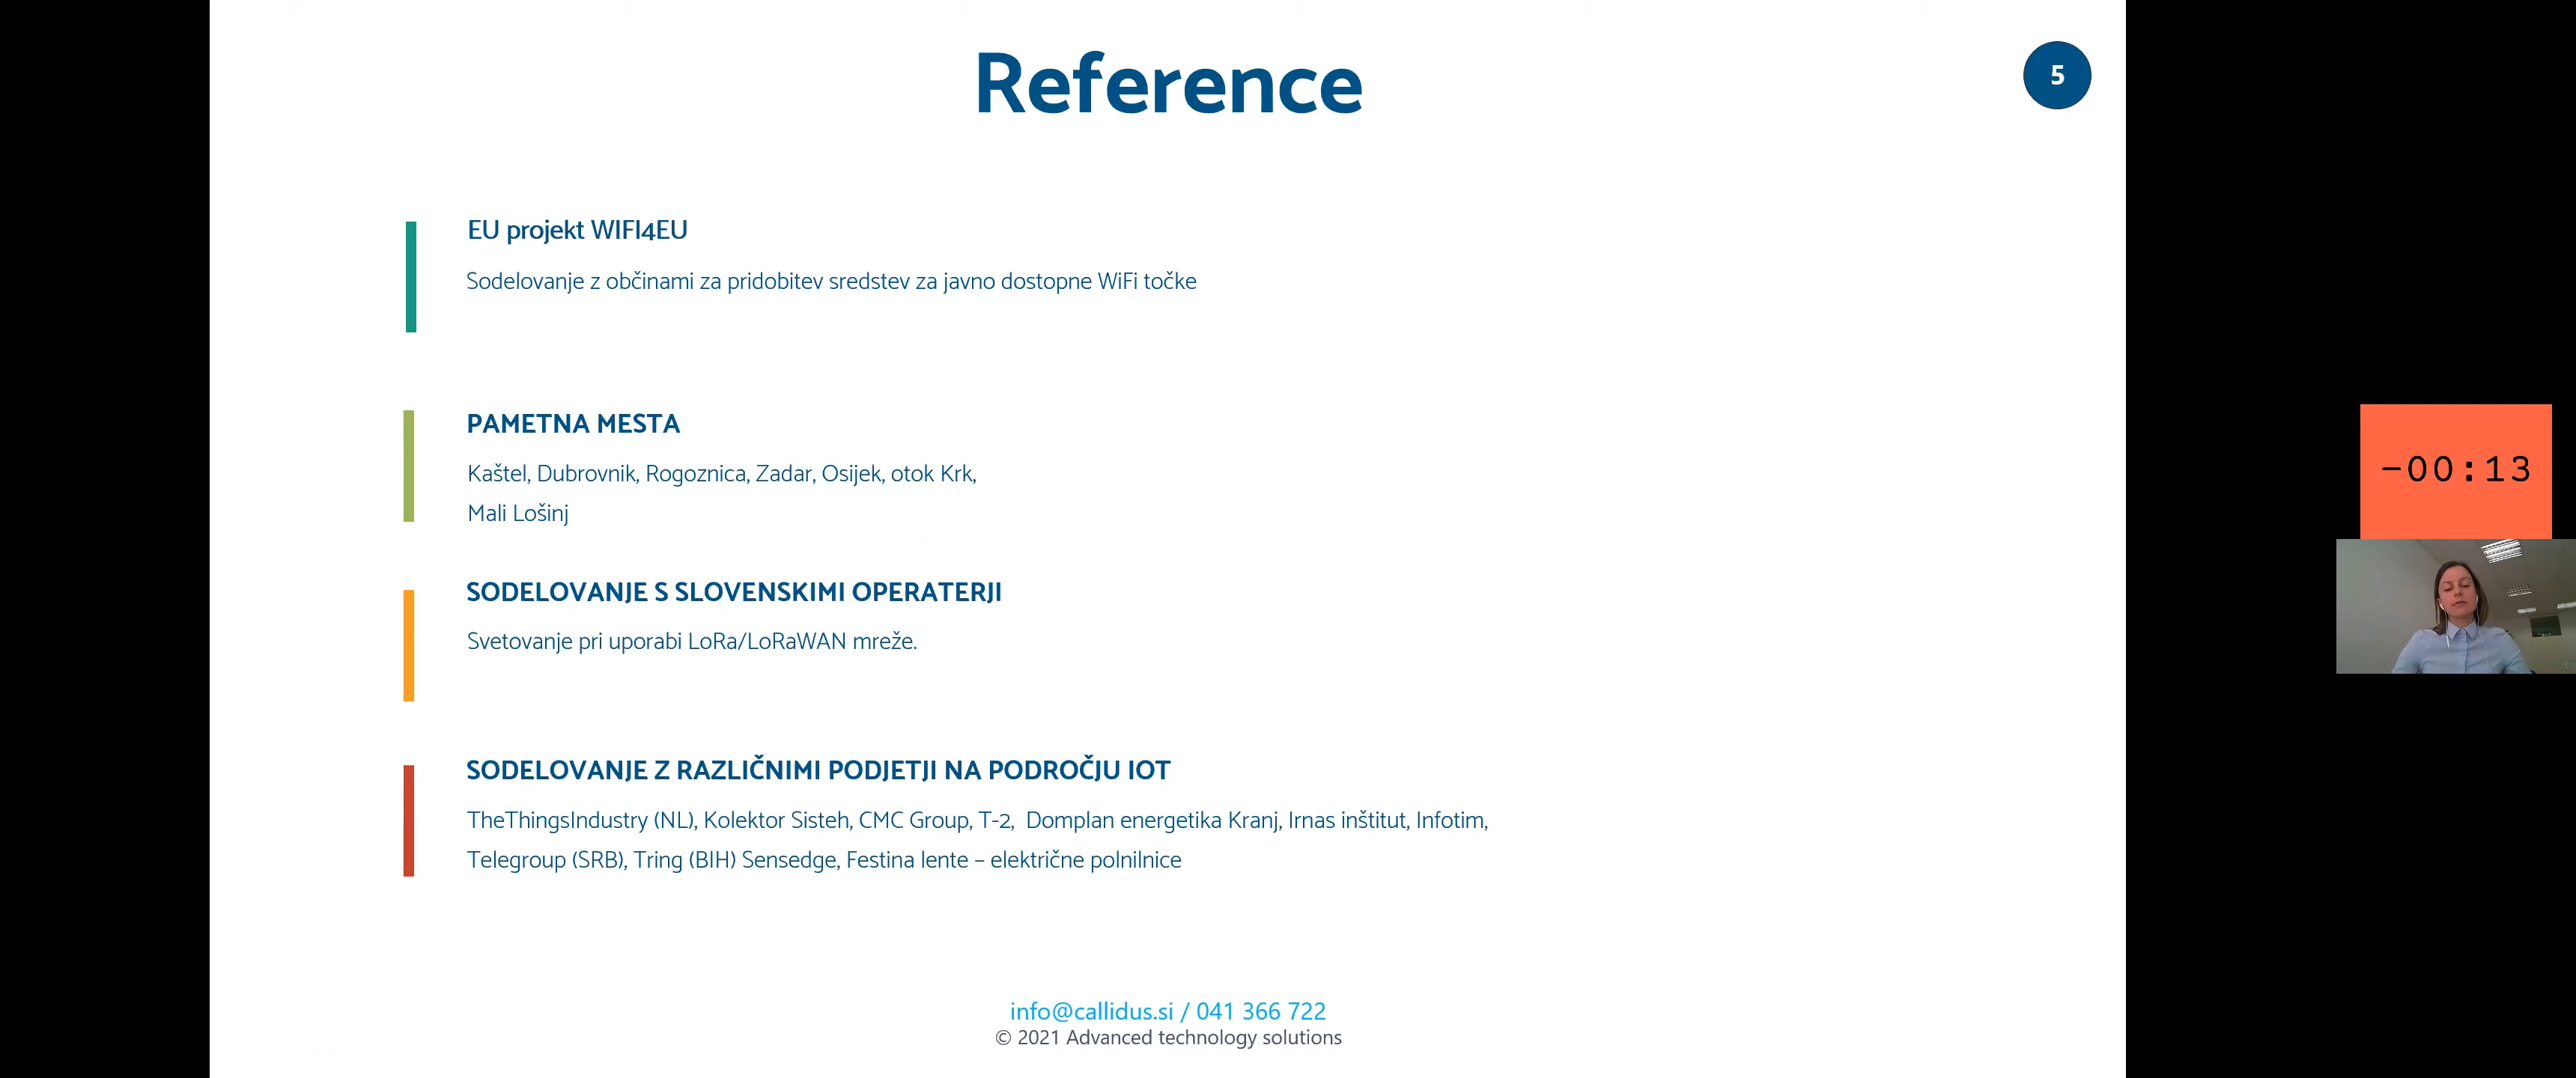 Reference
5
EU projekt WIFI4EU
Sodelovanje z občinami za pridobitev sredstev za javno dostopne WiFi točke
PAMETNA MESTA
Kaštel, Dubrovnik, Rogoznica, Zadar, Osijek, otok Krk,
Mali Lošinj
SODELOVANJE S SLOVENSKIMI OPERATERJI
Svetovanje pri uporabi LoRa/LoRaWAN mreže.
SODELOVANJE Z RAZLIČNIMI PODJETJI NA PODROČJU IOT
TheThingsIndustry (NL), Kolektor Sisteh, CMC Group, T-2, Domplan energetika Kranj, Irnas inštitut, Infotim,
Telegroup (SRB), Tring (BIH) Sensedge, Festina lente – električne polnilnice
info@callidus.si / 041 366 722
© 2021 Advanced technology solutions
-00:13